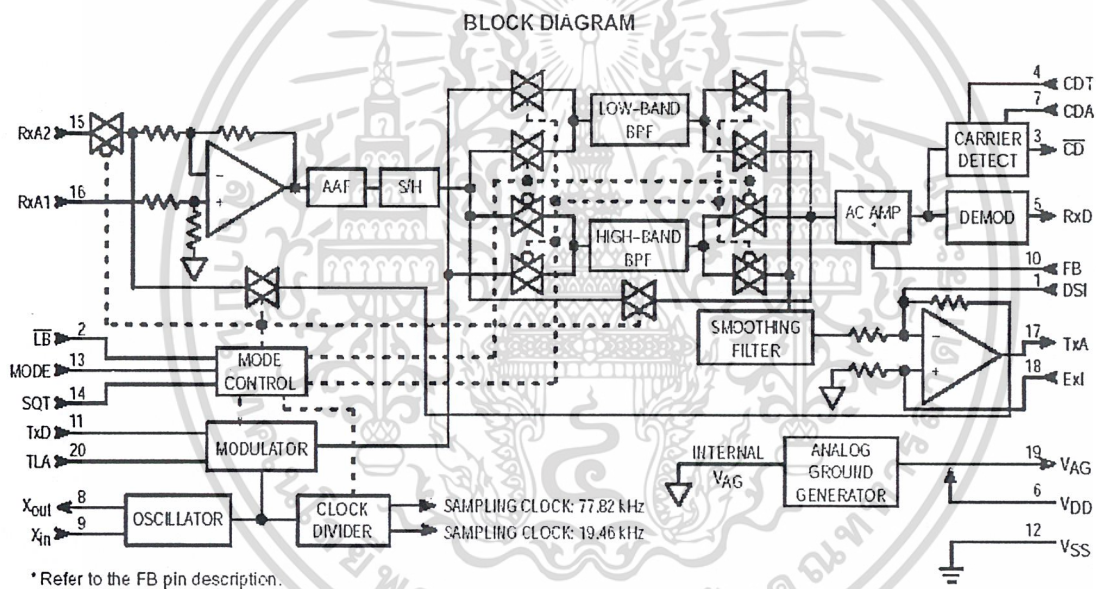 BLOCK DIAGRAM
RxA2 15
RxA1 16
AAF
S/H
LOW-BAND
BPF
HIGH-BAND
BPF
AC AMP
*
CARRIER
DETECT
DEMOD
4 CDT
7 CDA
3 CD
5 RxD
10 FB
1 DSI
SMOOTHING
FILTER
17 TxA
18 ExI
LB 2
MODE 13
SQT 14
TxD 11
TLA 20
MODE
CONTROL
MODULATOR
Xout 8
Xin 9
OSCILLATOR
CLOCK
DIVIDER
SAMPLING CLOCK: 77.82 kHz
SAMPLING CLOCK: 19.46 kHz
INTERNAL
VAG
ANALOG
GROUND
GENERATOR
19 VAG
6 VDD
12 VSS
* Refer to the FB pin description.